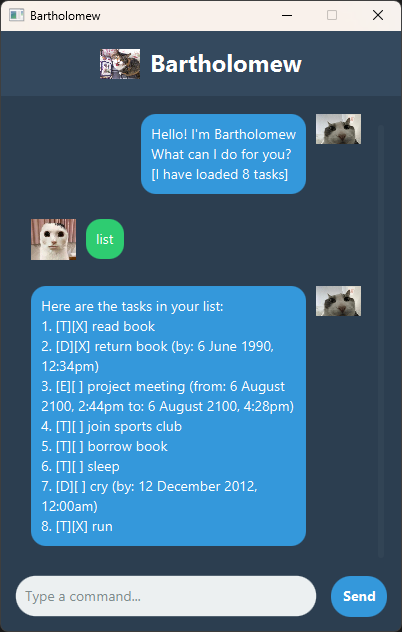 Bartholomew
Bartholomew
Hello! I'm Bartholomew
What can I do for you?
[I have loaded 8 tasks]
list
Here are the tasks in your list:
1. [T][X] read book
2. [D][X] return book (by: 6 June 1990,
12:34pm)
3. [E][ ] project meeting (from: 6 August
2100, 2:44pm to: 6 August 2100, 4:28pm)
4. [T][ ] join sports club
5. [T][ ] borrow book
6. [T][ ] sleep
7. [D][ ] cry (by: 12 December 2012,
12:00am)
8. [T][X] run
Type a command...
Send